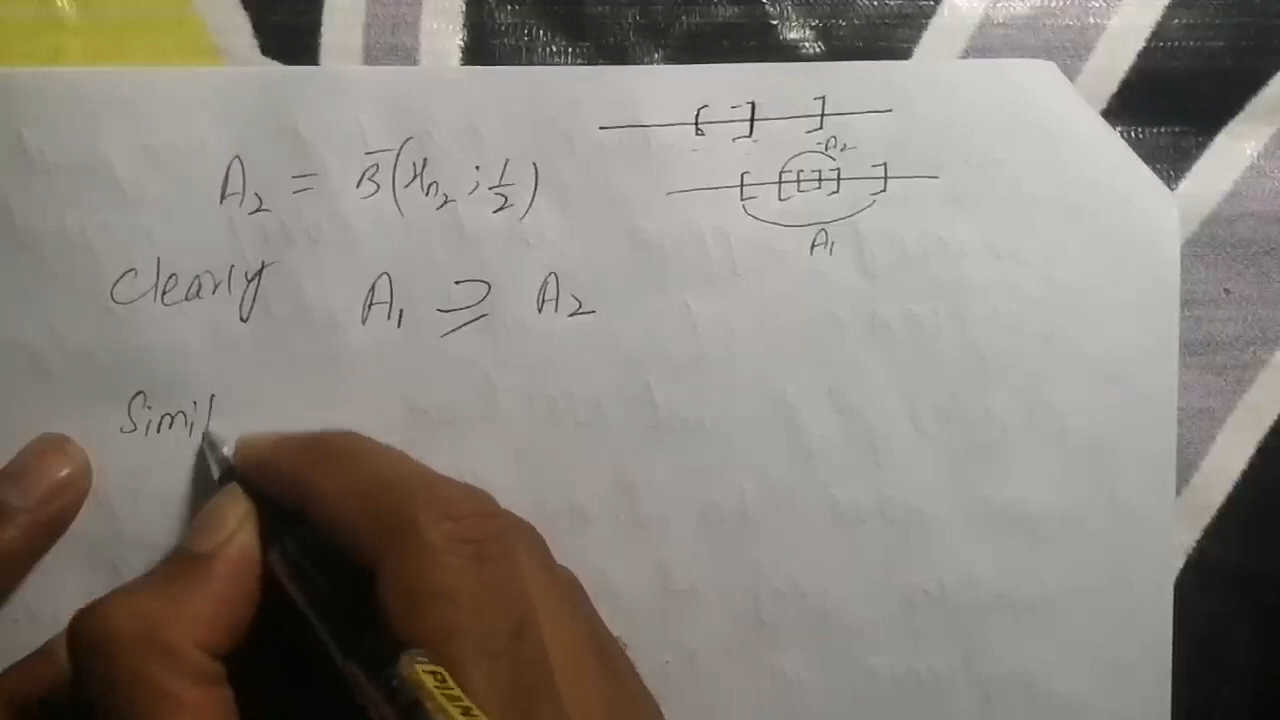 A₂ = B̅(x_{n₂} ; 1/2)
-A₂
A₁
Clearly A₁ ⊇ A₂
Simil